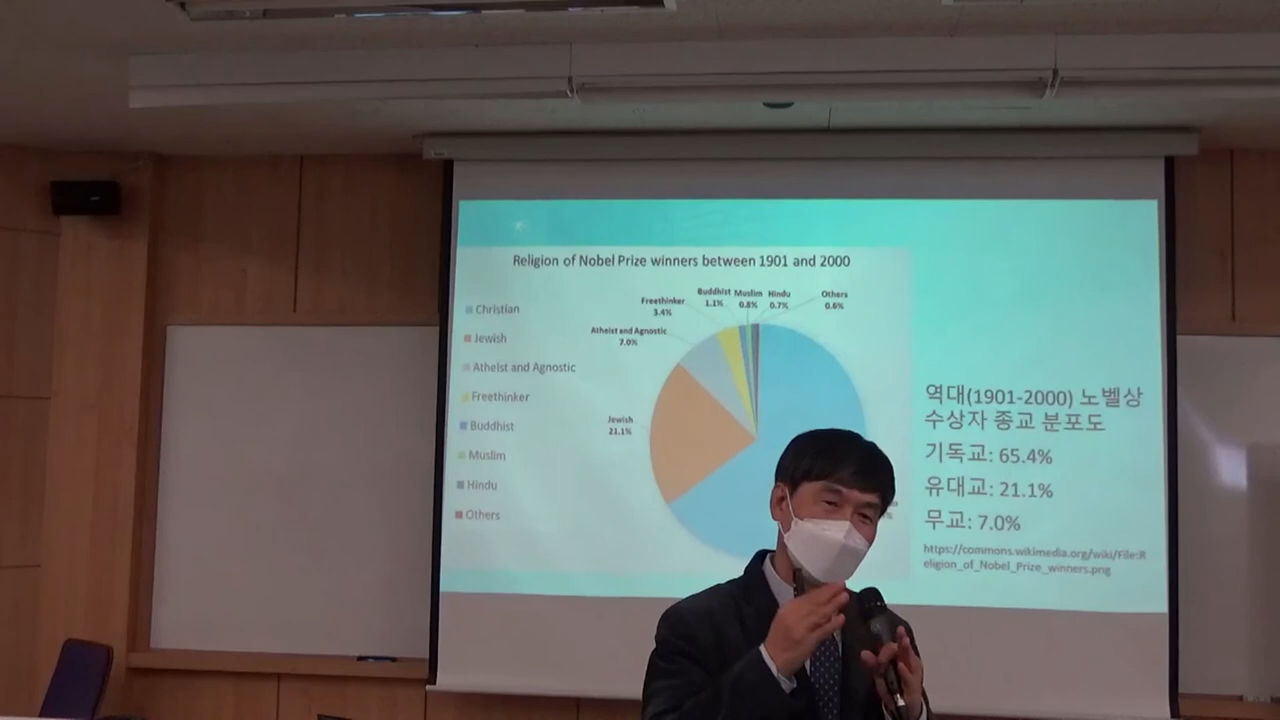 Religion of Nobel Prize winners between 1901 and 2000
Christian
Jewish
Atheist and Agnostic
Freethinker
Buddhist
Muslim
Hindu
Others
Jewish
21.1%
Atheist and Agnostic
7.0%
Freethinker
3.4%
Buddhist
1.1%
Muslim
0.8%
Hindu
0.7%
Others
0.6%
역대(1901-2000) 노벨상
수상자 종교 분포도
기독교: 65.4%
유대교: 21.1%
무교: 7.0%
https://commons.wikimedia.org/wiki/File:R
eligion_of_Nobel_Prize_winners.png